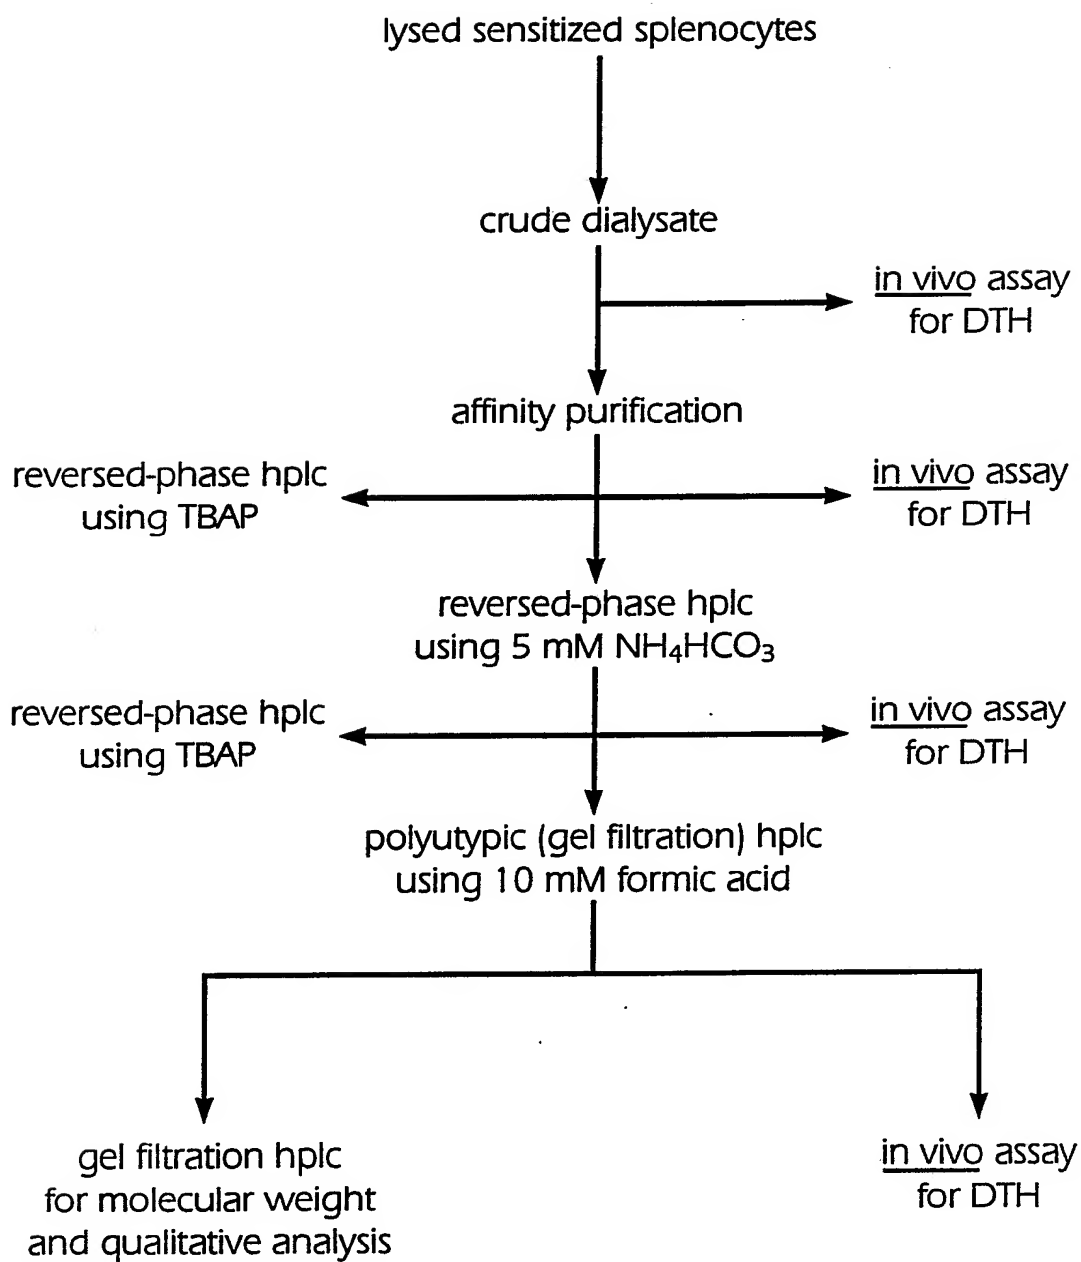 lysed sensitized splenocytes
crude dialysate
in vivo assay
for DTH
affinity purification
reversed-phase hplc
using TBAP
in vivo assay
for DTH
reversed-phase hplc
using 5 mM NH₄HCO₃
reversed-phase hplc
using TBAP
in vivo assay
for DTH
polyutypic (gel filtration) hplc
using 10 mM formic acid
gel filtration hplc
for molecular weight
and qualitative analysis
in vivo assay
for DTH